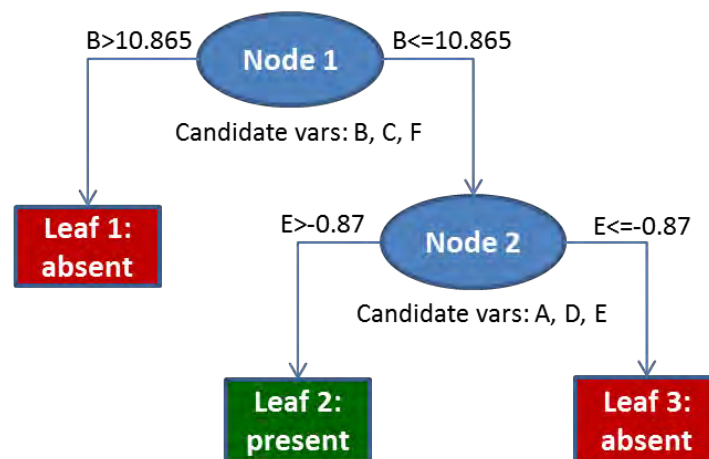 B>10.865
B<=10.865
Node 1
Candidate vars: B, C, F
Leaf 1:
absent
E>-0.87
E<=-0.87
Node 2
Candidate vars: A, D, E
Leaf 2:
present
Leaf 3:
absent